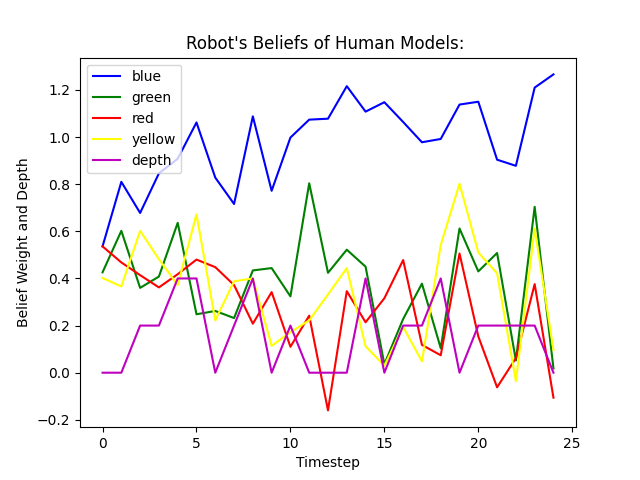 Robot's Beliefs of Human Models:
blue
green
red
yellow
depth
Belief Weight and Depth
1.2
1.0
0.8
0.6
0.4
0.2
0.0
−0.2
0 5 10 15 20 25
Timestep